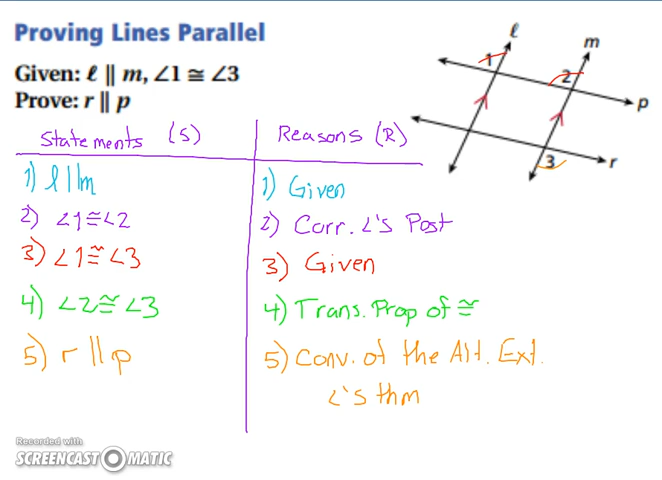 Proving Lines Parallel
Given: ℓ || m, ∠1 ≅ ∠3
Prove: r || p
ℓ
m
1
2
p
3
r
Statements (S)
Reasons (R)
1) ℓ || m
1) Given
2) ∠1 ≅ ∠2
2) Corr. ∠'s Post
3) ∠1 ≅ ∠3
3) Given
4) ∠2 ≅ ∠3
4) Trans. Prop of ≅
5) r || p
5) Conv. of the Alt. Ext.
∠'s thm
Recorded with
SCREENCAST-O-MATIC